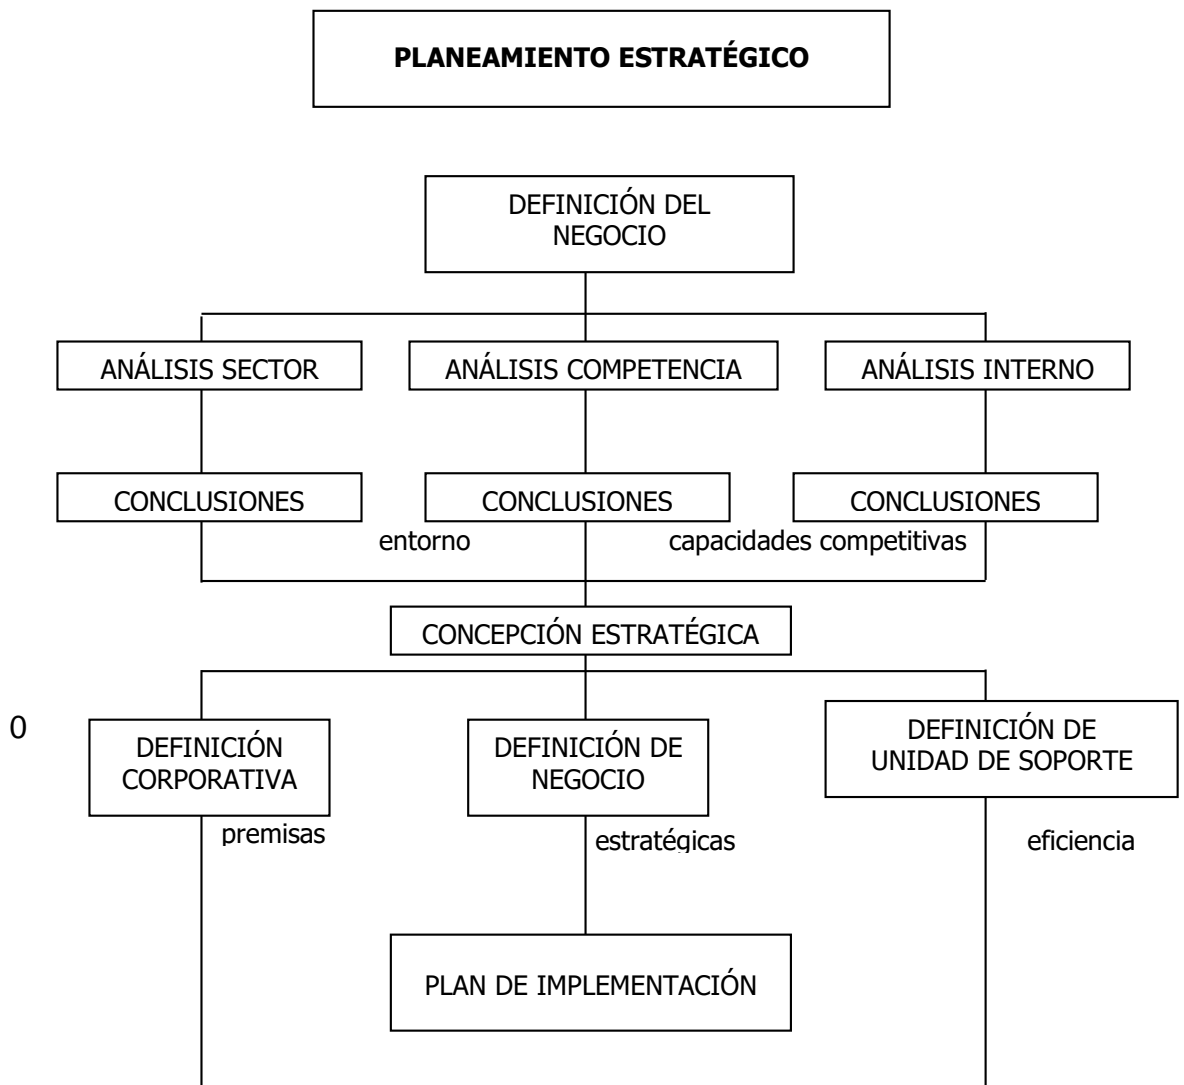 PLANEAMIENTO ESTRATÉGICO
DEFINICIÓN DEL
NEGOCIO
ANÁLISIS SECTOR
ANÁLISIS COMPETENCIA
ANÁLISIS INTERNO
CONCLUSIONES
CONCLUSIONES
CONCLUSIONES
entorno
capacidades competitivas
CONCEPCIÓN ESTRATÉGICA
0
DEFINICIÓN
CORPORATIVA
DEFINICIÓN DE
NEGOCIO
DEFINICIÓN DE
UNIDAD DE SOPORTE
premisas
estratégicas
eficiencia
PLAN DE IMPLEMENTACIÓN